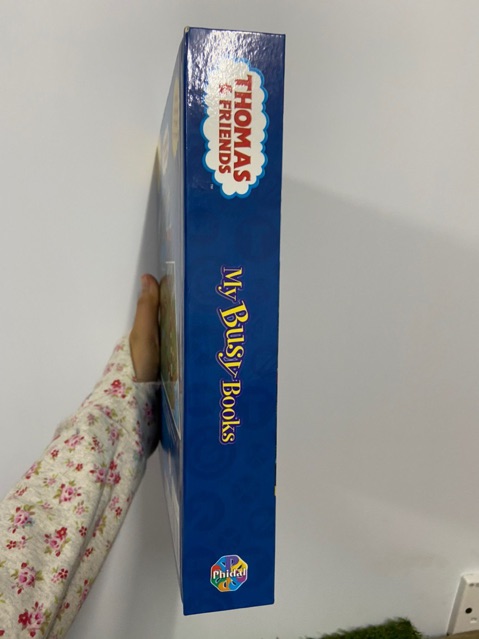 THOMAS
& FRIENDS
My Busy Books
Phidal